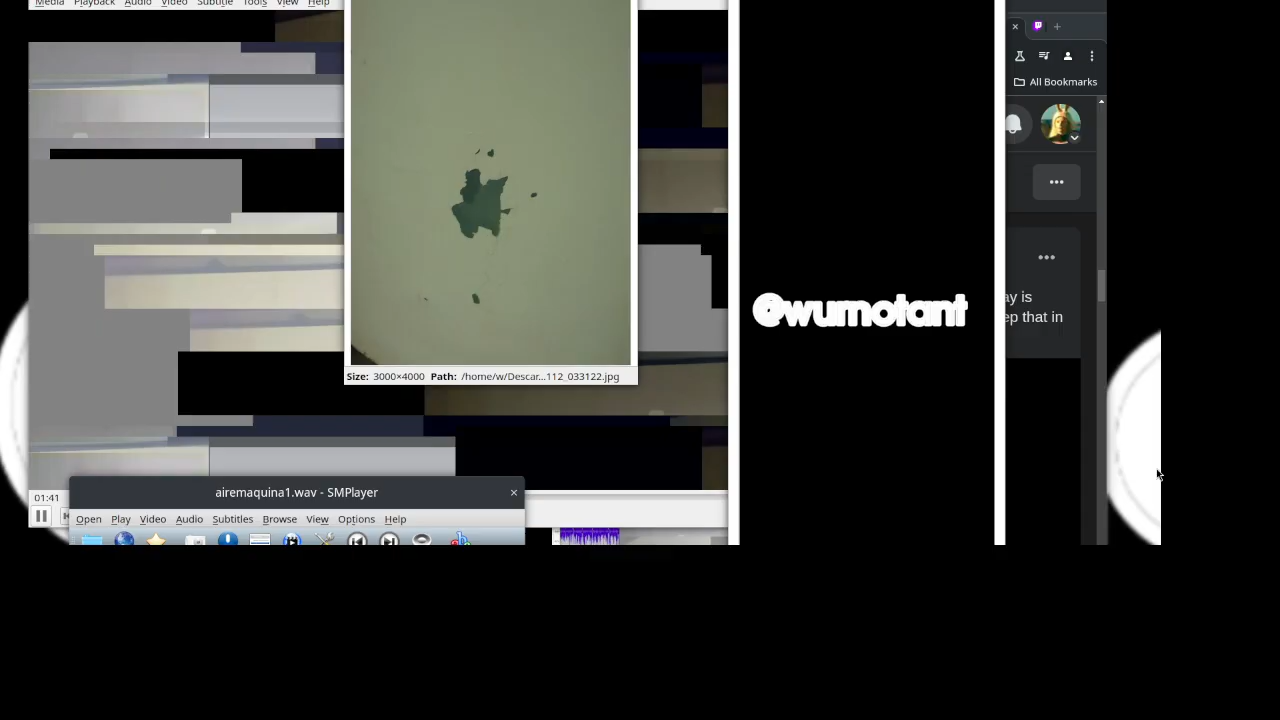 Media Playback Audio Video Subtitle Tools View Help
All Bookmarks
ay is
ep that in
@wurnotant
Size: 3000×4000 Path: /home/w/Descar...112_033122.jpg
01:41
airemaquina1.wav - SMPlayer
Open Play Video Audio Subtitles Browse View Options Help